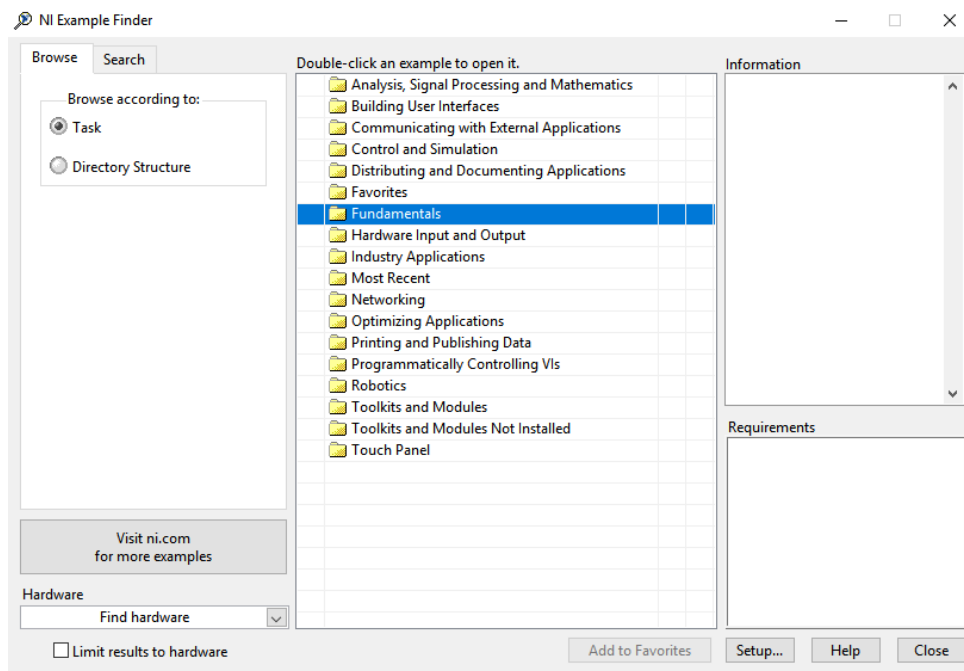 NI Example Finder
Browse
Search
Browse according to:
Task
Directory Structure
Visit ni.com
for more examples
Hardware
Find hardware
Limit results to hardware
Double-click an example to open it.
Analysis, Signal Processing and Mathematics
Building User Interfaces
Communicating with External Applications
Control and Simulation
Distributing and Documenting Applications
Favorites
Fundamentals
Hardware Input and Output
Industry Applications
Most Recent
Networking
Optimizing Applications
Printing and Publishing Data
Programmatically Controlling VIs
Robotics
Toolkits and Modules
Toolkits and Modules Not Installed
Touch Panel
Information
Requirements
Add to Favorites
Setup...
Help
Close